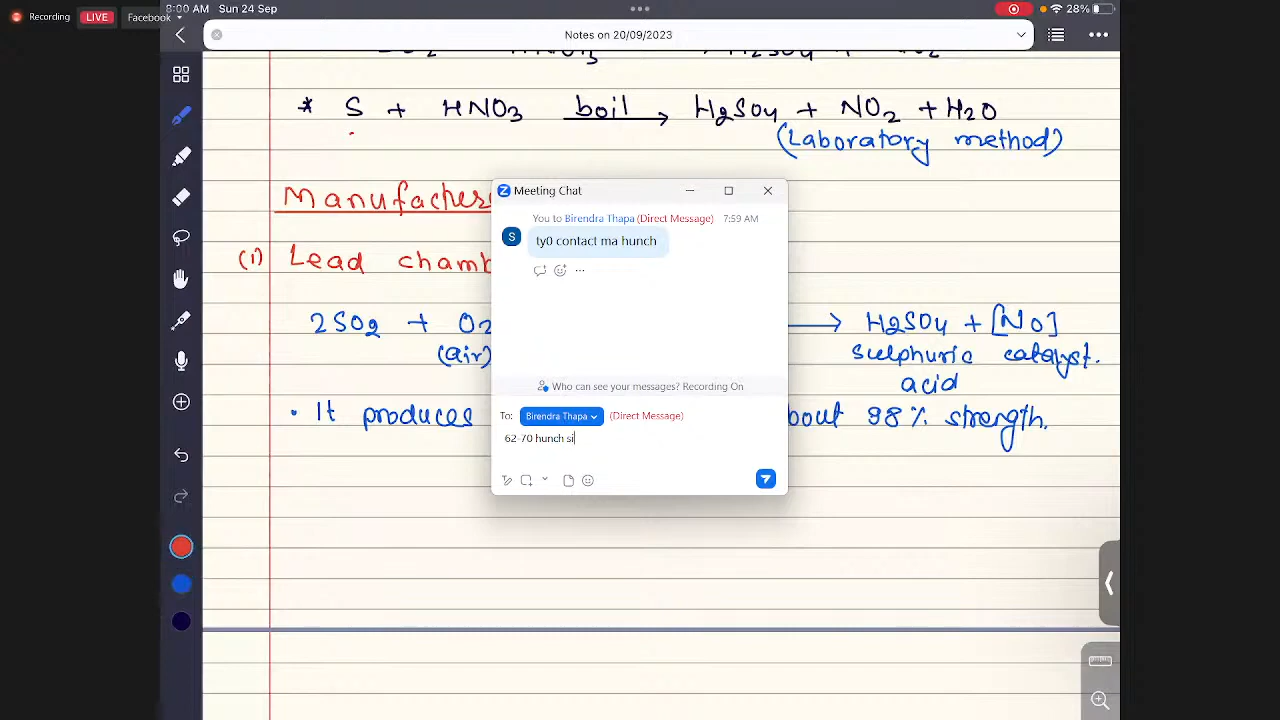 Recording
LIVE
Facebook
8:00 AM Sun 24 Sep
28%
Notes on 20/09/2023
* S + HNO3 boil → H2SO4 + NO2 + H2O
(Laboratory method)
Manufacture
(i) Lead chamb
2SO2 + O2 → H2SO4 + [NO]
(air) sulphuric catalyst.
acid
• It produces bout 98% strength.
Meeting Chat
You to Birendra Thapa (Direct Message) 7:59 AM
S
ty0 contact ma hunch
Who can see your messages? Recording On
To: Birendra Thapa (Direct Message)
62-70 hunch si